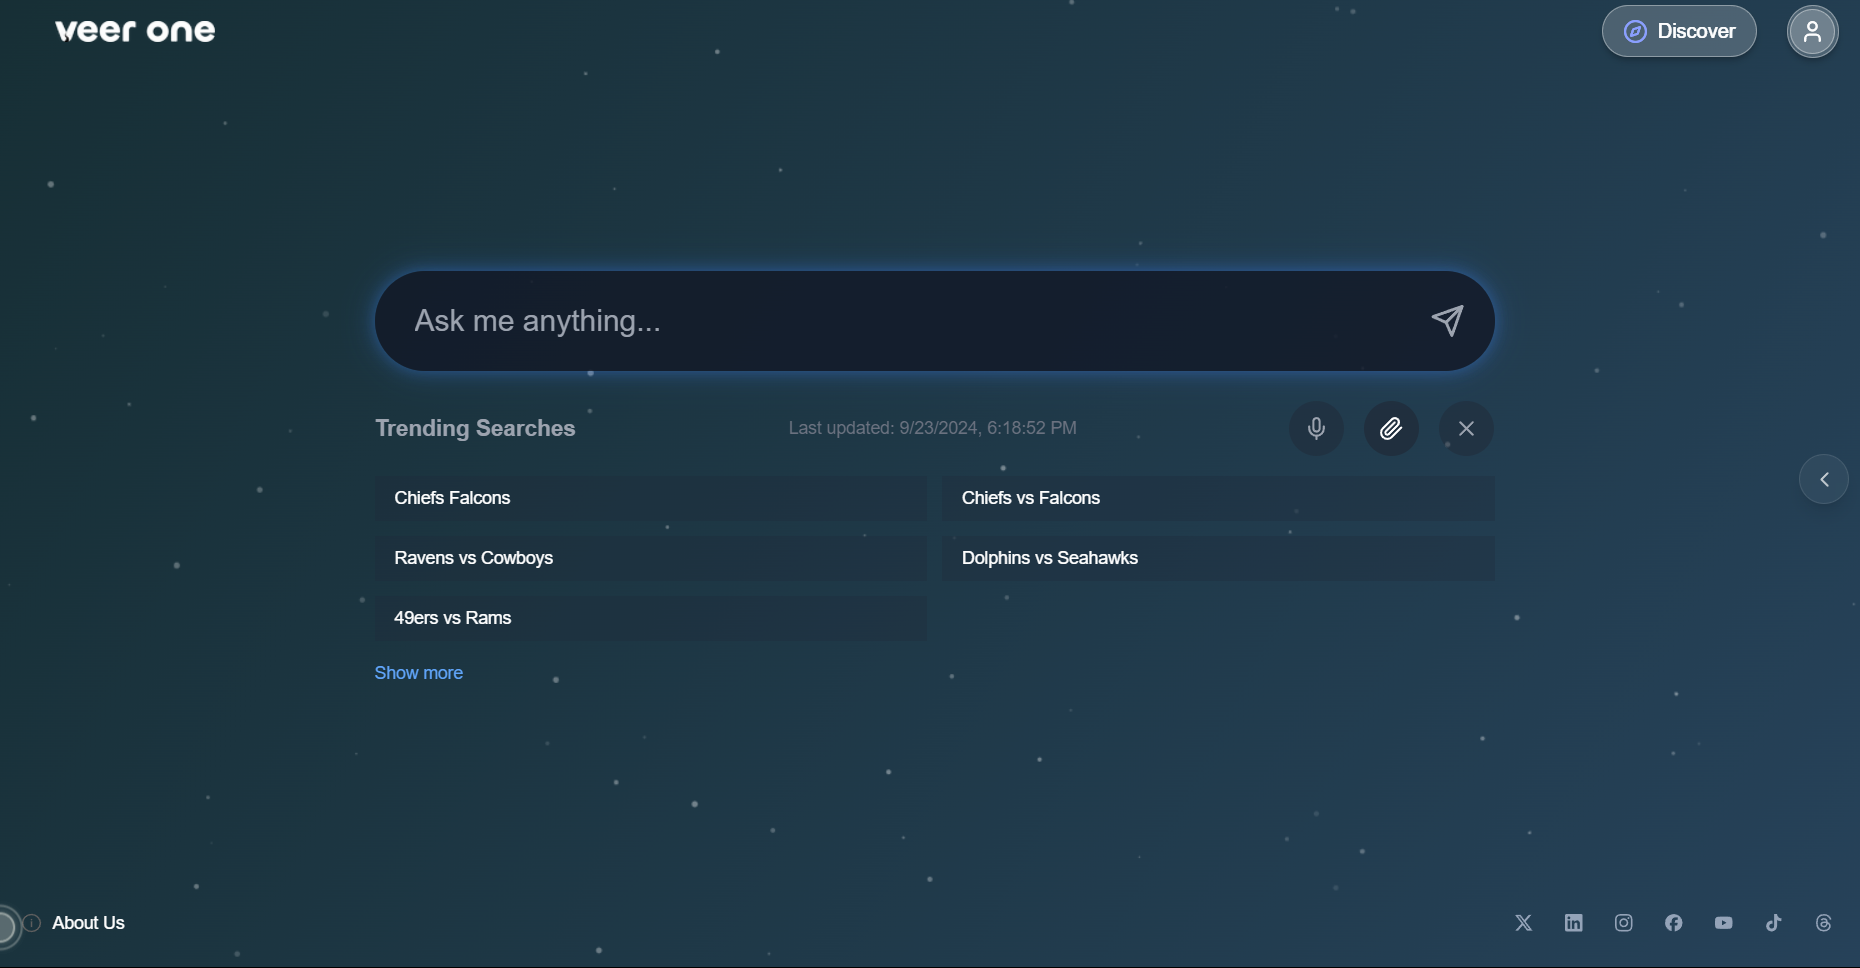 veer one
Discover
Ask me anything...
Trending Searches
Last updated: 9/23/2024, 6:18:52 PM
Chiefs Falcons
Chiefs vs Falcons
Ravens vs Cowboys
Dolphins vs Seahawks
49ers vs Rams
Show more
About Us